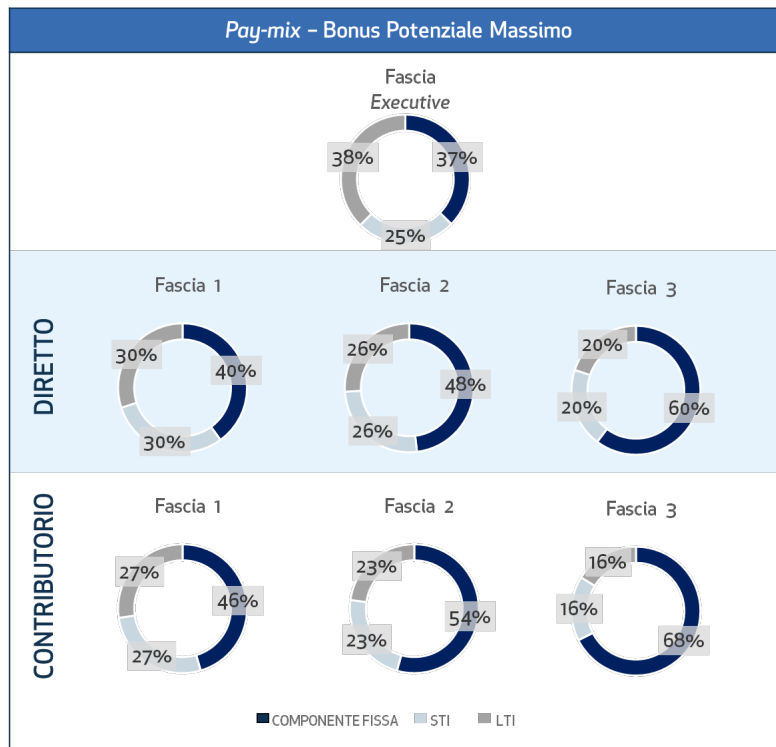 Pay-mix – Bonus Potenziale Massimo
Fascia
Executive
38%
37%
25%
DIRETTO
Fascia 1
Fascia 2
Fascia 3
30%
40%
30%
26%
48%
26%
20%
60%
20%
CONTRIBUTORIO
Fascia 1
Fascia 2
Fascia 3
27%
46%
27%
23%
54%
23%
16%
16%
68%
COMPONENTE FISSA
STI
LTI